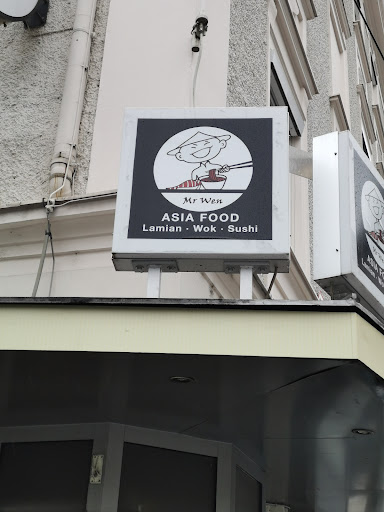 Mr Wen
ASIA FOOD
Lamian · Wok · Sushi